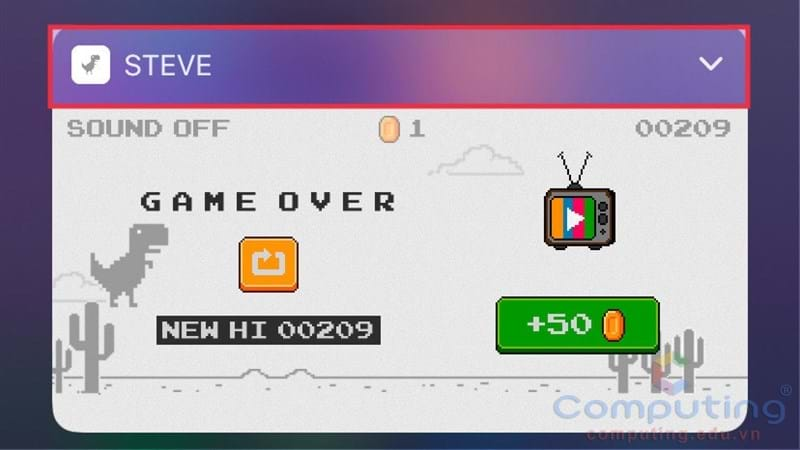 STEVE
SOUND OFF 1 00209
GAME OVER
NEW HI 00209
+50
Computing®
computing.edu.vn